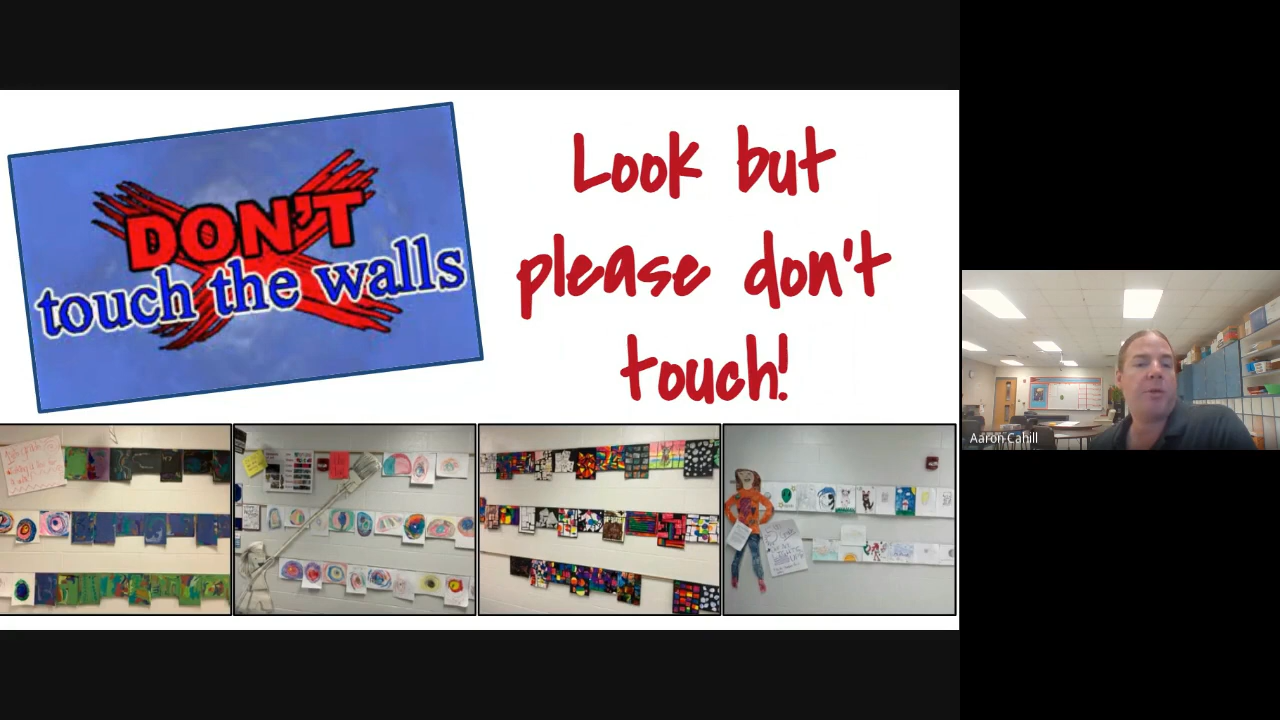 DON'T
touch the walls
Look but
please don't
touch!
Aaron Cahill